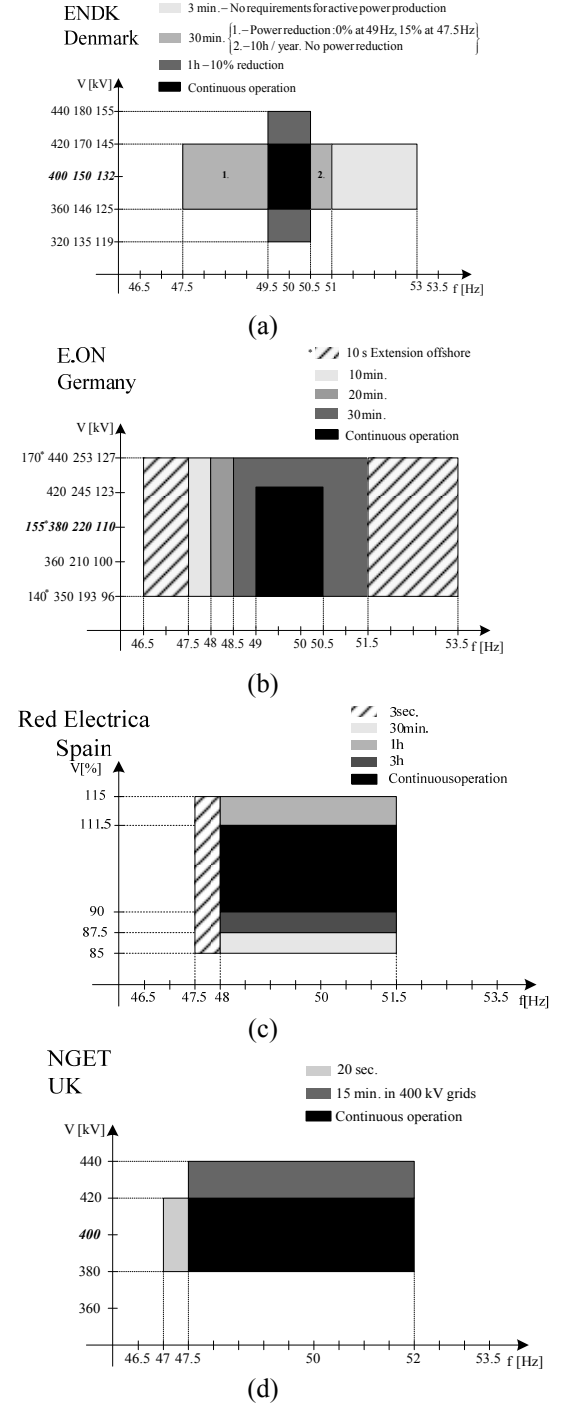 ENDK
Denmark
3 min. – No requirements for active power production
30min. {1.–Power reduction :0% at 49Hz, 15% at 47.5Hz}
2.–10h / year. No power reduction
1h –10% reduction
Continuous operation
V [kV]
440 180 155
420 170 145
400 150 132
360 146 125
320 135 119
1.
2.
46.5 47.5 49.5 50 50.5 51 53 53.5 f [Hz]
(a)
E.ON
Germany
* 10 s Extension offshore
10min.
20min.
30min.
Continuous operation
V [kV]
170* 440 253 127
420 245 123
155* 380 220 110
360 210 100
140* 350 193 96
46.5 47.5 48 48.5 49 50 50.5 51.5 53.5 f [Hz]
(b)
Red Electrica
Spain
3sec.
30min.
1h
3h
Continuousoperation
V[%]
115
111.5
90
87.5
85
46.5 47.5 48 50 51.5 53.5 f[Hz]
(c)
NGET
UK
20 sec.
15 min. in 400 kV grids
Continuous operation
V [kV]
440
420
400
380
360
46.5 47 47.5 50 52 53.5 f [Hz]
(d)